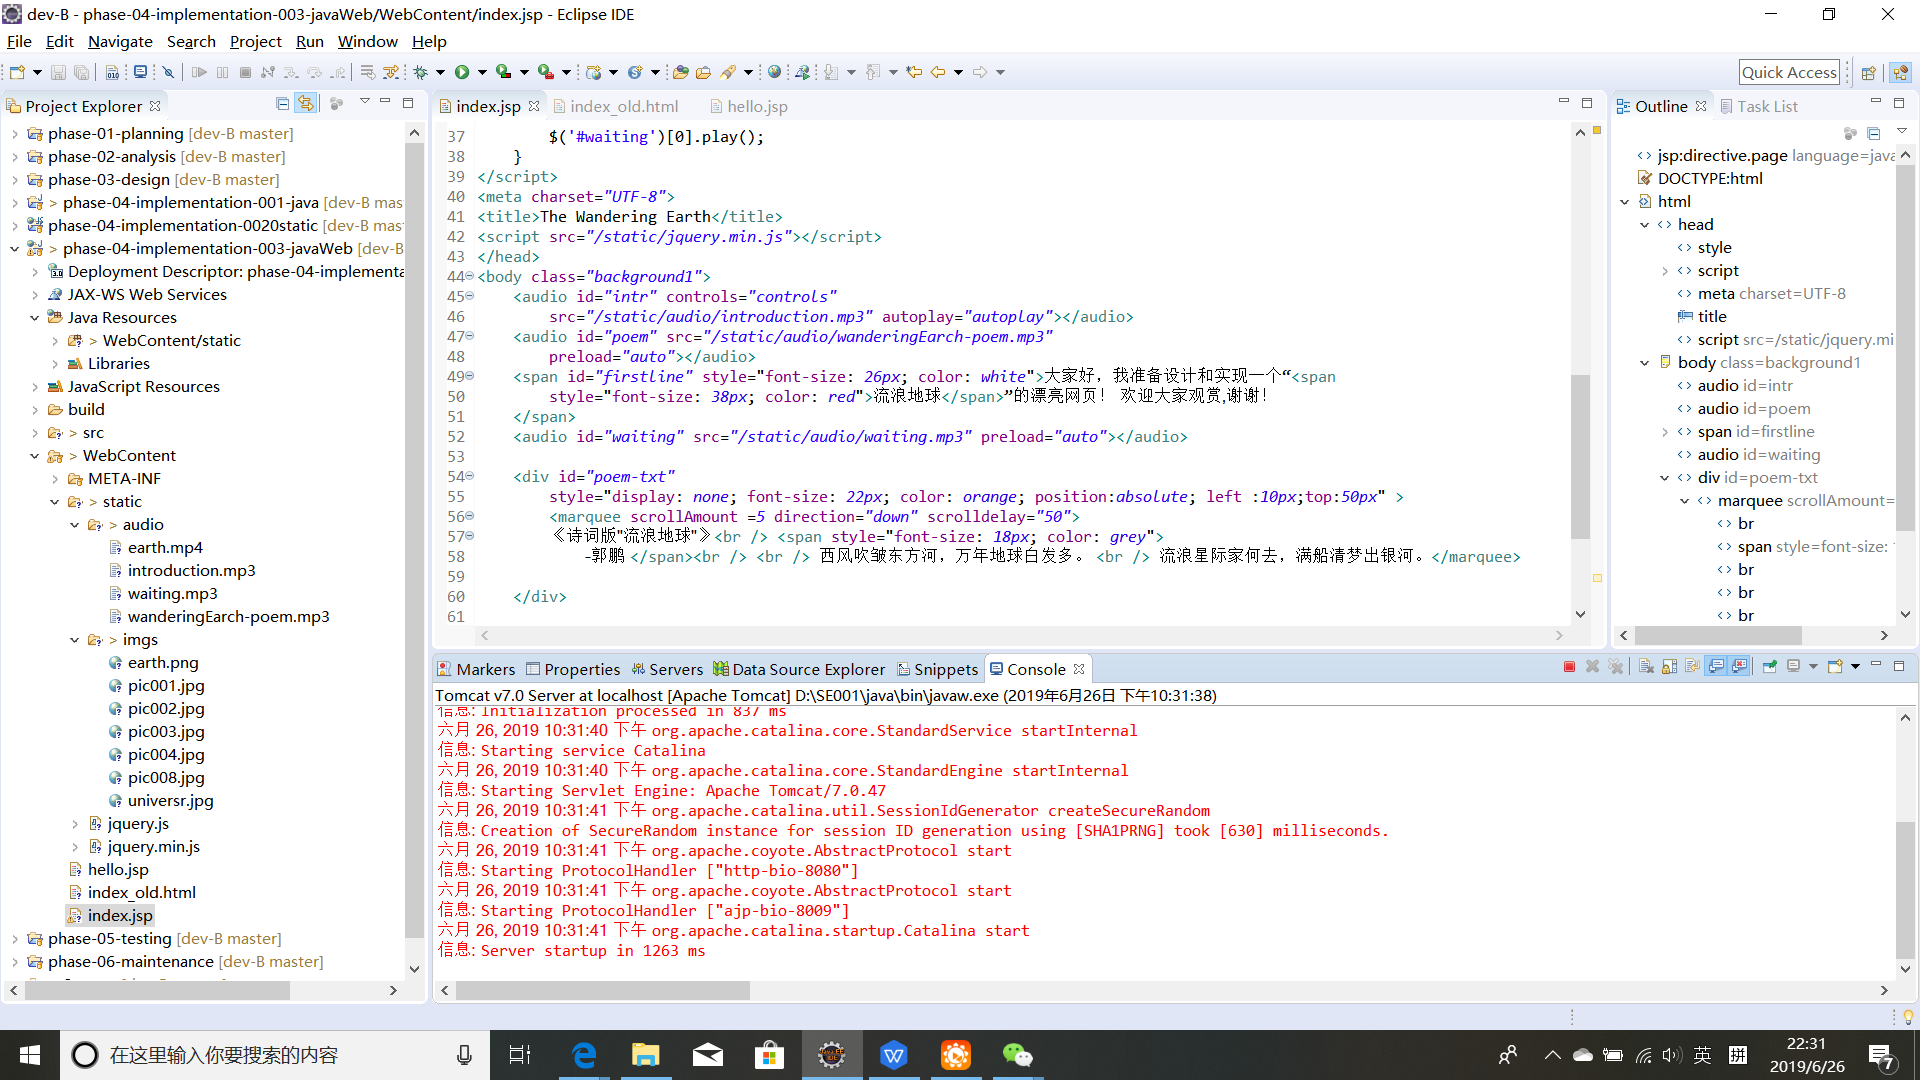 dev-B - phase-04-implementation-003-javaWeb/WebContent/index.jsp - Eclipse IDE
File Edit Navigate Search Project Run Window Help
Quick Access
Project Explorer
phase-01-planning [dev-B master]
phase-02-analysis [dev-B master]
phase-03-design [dev-B master]
> phase-04-implementation-001-java [dev-B mas
phase-04-implementation-0020static [dev-B mas
> phase-04-implementation-003-javaWeb [dev-B
Deployment Descriptor: phase-04-implementa
JAX-WS Web Services
Java Resources
> WebContent/static
Libraries
JavaScript Resources
build
> src
> WebContent
META-INF
> static
> audio
earth.mp4
introduction.mp3
waiting.mp3
wanderingEarch-poem.mp3
> imgs
earth.png
pic001.jpg
pic002.jpg
pic003.jpg
pic004.jpg
pic008.jpg
universr.jpg
jquery.js
jquery.min.js
hello.jsp
index_old.html
index.jsp
phase-05-testing [dev-B master]
phase-06-maintenance [dev-B master]
index.jsp index_old.html hello.jsp
37 $('#waiting')[0].play();
38 }
39 </script>
40 <meta charset="UTF-8">
41 <title>The Wandering Earth</title>
42 <script src="/static/jquery.min.js"></script>
43 </head>
44 <body class="background1">
45 <audio id="intr" controls="controls"
46 src="/static/audio/introduction.mp3" autoplay="autoplay"></audio>
47 <audio id="poem" src="/static/audio/wanderingEarch-poem.mp3"
48 preload="auto"></audio>
49 <span id="firstline" style="font-size: 26px; color: white">大家好，我准备设计和实现一个“<span
50 style="font-size: 38px; color: red">流浪地球</span>”的漂亮网页！ 欢迎大家观赏,谢谢！
51 </span>
52 <audio id="waiting" src="/static/audio/waiting.mp3" preload="auto"></audio>
53
54 <div id="poem-txt"
55 style="display: none; font-size: 22px; color: orange; position:absolute; left :10px;top:50px" >
56 <marquee scrollAmount =5 direction="down" scrolldelay="50">
57 《诗词版"流浪地球"》<br /> <span style="font-size: 18px; color: grey">
58 -郭鹏 </span><br /> <br /> 西风吹皱东方河，万年地球白发多。 <br /> 流浪星际家何去，满船清梦出银河。</marquee>
59
60 </div>
61
Outline Task List
jsp:directive.page language=java
DOCTYPE:html
html
head
style
script
meta charset=UTF-8
title
script src=/static/jquery.mi
body class=background1
audio id=intr
audio id=poem
span id=firstline
audio id=waiting
div id=poem-txt
marquee scrollAmount=
br
span style=font-size:
br
br
br
Markers Properties Servers Data Source Explorer Snippets Console
Tomcat v7.0 Server at localhost [Apache Tomcat] D:\SE001\java\bin\javaw.exe (2019年6月26日 下午10:31:38)
信息: Initialization processed in 837 ms
六月 26, 2019 10:31:40 下午 org.apache.catalina.core.StandardService startInternal
信息: Starting service Catalina
六月 26, 2019 10:31:40 下午 org.apache.catalina.core.StandardEngine startInternal
信息: Starting Servlet Engine: Apache Tomcat/7.0.47
六月 26, 2019 10:31:41 下午 org.apache.catalina.util.SessionIdGenerator createSecureRandom
信息: Creation of SecureRandom instance for session ID generation using [SHA1PRNG] took [630] milliseconds.
六月 26, 2019 10:31:41 下午 org.apache.coyote.AbstractProtocol start
信息: Starting ProtocolHandler ["http-bio-8080"]
六月 26, 2019 10:31:41 下午 org.apache.coyote.AbstractProtocol start
信息: Starting ProtocolHandler ["ajp-bio-8009"]
六月 26, 2019 10:31:41 下午 org.apache.catalina.startup.Catalina start
信息: Server startup in 1263 ms
在这里输入你要搜索的内容
英 拼
22:31
2019/6/26
7